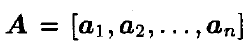 A = [a₁, a₂, . . . , aₙ]